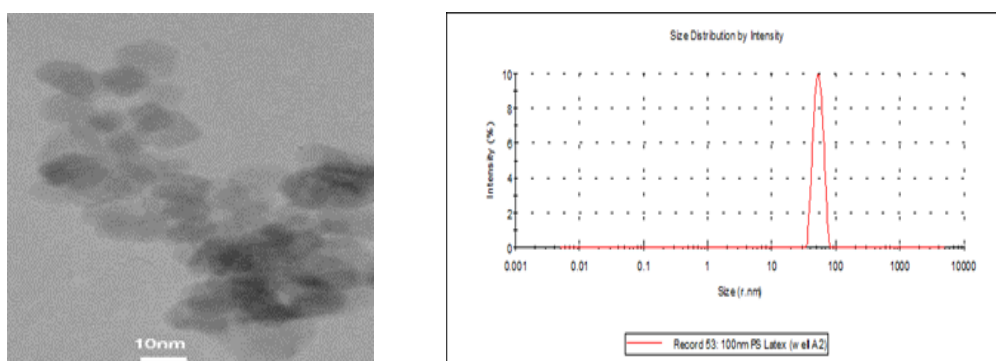 10nm
Size Distribution by Intensity
Intensity (%)
10
8
6
4
2
0
0.001 0.01 0.1 1 10 100 1000 10000
Size (r.nm)
Record 53: 100nm PS Latex (well A2)